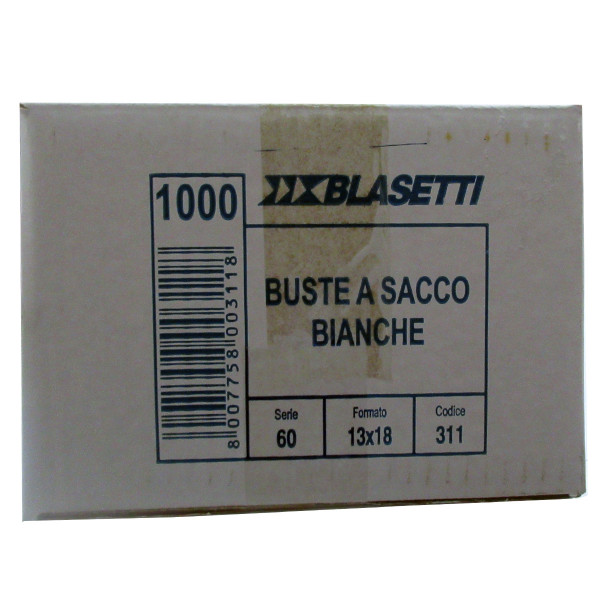 1000
BLASETTI
8007758003118
BUSTE A SACCO
BIANCHE
Serie
60
Formato
13x18
Codice
311